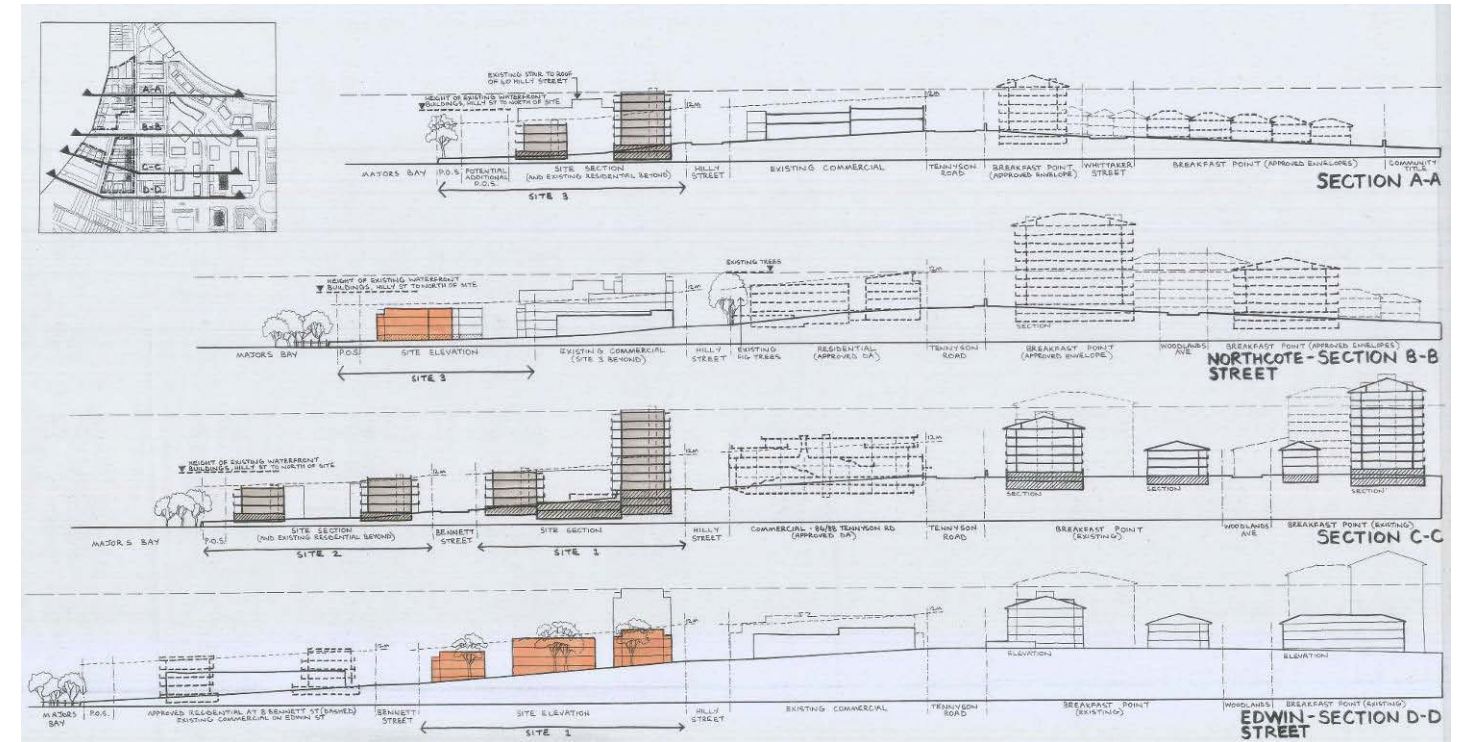 A-A
B-B
C-C
D-D
EXISTING STAIR TO ROOF
OF 60 HILLY STREET
HEIGHT OF EXISTING WATERFRONT
BUILDINGS, HILLY ST TO NORTH OF SITE
12m
12m
MAJORS BAY
P.O.S
POTENTIAL
ADDITIONAL
P.O.S.
SITE SECTION
(AND EXISTING RESIDENTIAL BEYOND)
HILLY
STREET
EXISTING COMMERCIAL
TENNYSON
ROAD
BREAKFAST POINT
(APPROVED ENVELOPE)
WHITTAKER
STREET
BREAKFAST POINT (APPROVED ENVELOPES)
COMMUNITY
TITLE
SITE 3
SECTION A-A
HEIGHT OF EXISTING WATERFRONT
BUILDINGS, HILLY ST TO NORTH OF SITE
EXISTING TREES
12m
12m
SECTION
MAJORS BAY
P.O.S.
SITE ELEVATION
EXISTING COMMERCIAL
(SITE 3 BEYOND)
HILLY
STREET
EXISTING
FIG TREES
RESIDENTIAL
(APPROVED DA)
TENNYSON
ROAD
BREAKFAST POINT
(APPROVED ENVELOPE)
WOODLANDS
AVE
BREAKFAST POINT (APPROVED ENVELOPES)
SITE 3
NORTHCOTE - SECTION B-B
STREET
HEIGHT OF EXISTING WATERFRONT
BUILDINGS, HILLY ST TO NORTH OF SITE
12m
12m
12m
SECTION
SECTION
SECTION
MAJORS BAY
P.O.S
SITE SECTION
(AND EXISTING RESIDENTIAL BEYOND)
BENNETT
STREET
SITE SECTION
HILLY
STREET
COMMERCIAL - 86/88 TENNYSON RD
(APPROVED DA)
TENNYSON
ROAD
BREAKFAST POINT
(EXISTING)
WOODLANDS
AVE
BREAKFAST POINT (EXISTING)
SITE 2
SITE 1
SECTION C-C
12m
12m
12m
ELEVATION
ELEVATION
MAJORS
BAY
P.O.S.
APPROVED RESIDENTIAL AT 8 BENNETT ST (DASHED)
EXISTING COMMERCIAL ON EDWIN ST
BENNETT
STREET
SITE ELEVATION
HILLY
STREET
EXISTING COMMERCIAL
TENNYSON
ROAD
BREAKFAST POINT
(EXISTING)
WOODLANDS
AVE
BREAKFAST POINT (EXISTING)
SITE 1
EDWIN - SECTION D-D
STREET